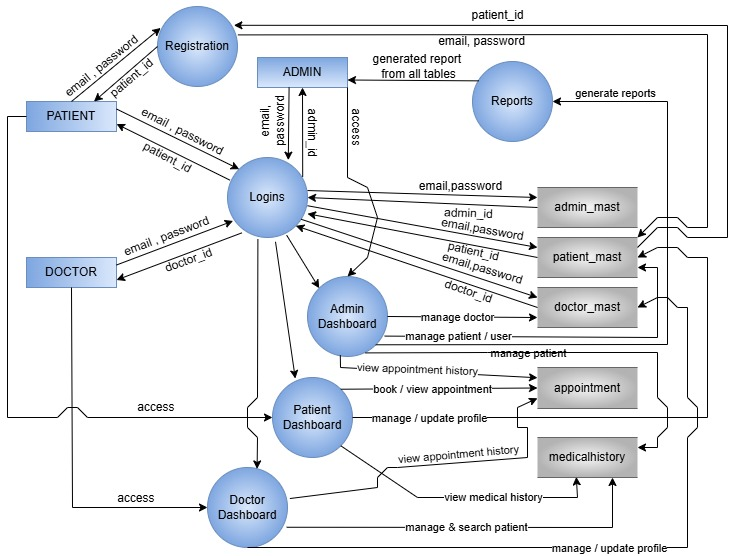 patient_id
Registration
email, password
email , password
patient_id
ADMIN
generated report
from all tables
Reports
generate reports
PATIENT
email , password
patient_id
email,
password
admin_id
access
Logins
email,password
admin_id
admin_mast
email,password
patient_id
patient_mast
email,password
doctor_id
doctor_mast
email , password
doctor_id
DOCTOR
Admin
Dashboard
manage doctor
manage patient / user
manage patient
view appointment history
appointment
book / view appointment
Patient
Dashboard
access
manage / update profile
view appointment history
medicalhistory
access
Doctor
Dashboard
view medical history
manage & search patient
manage / update profile